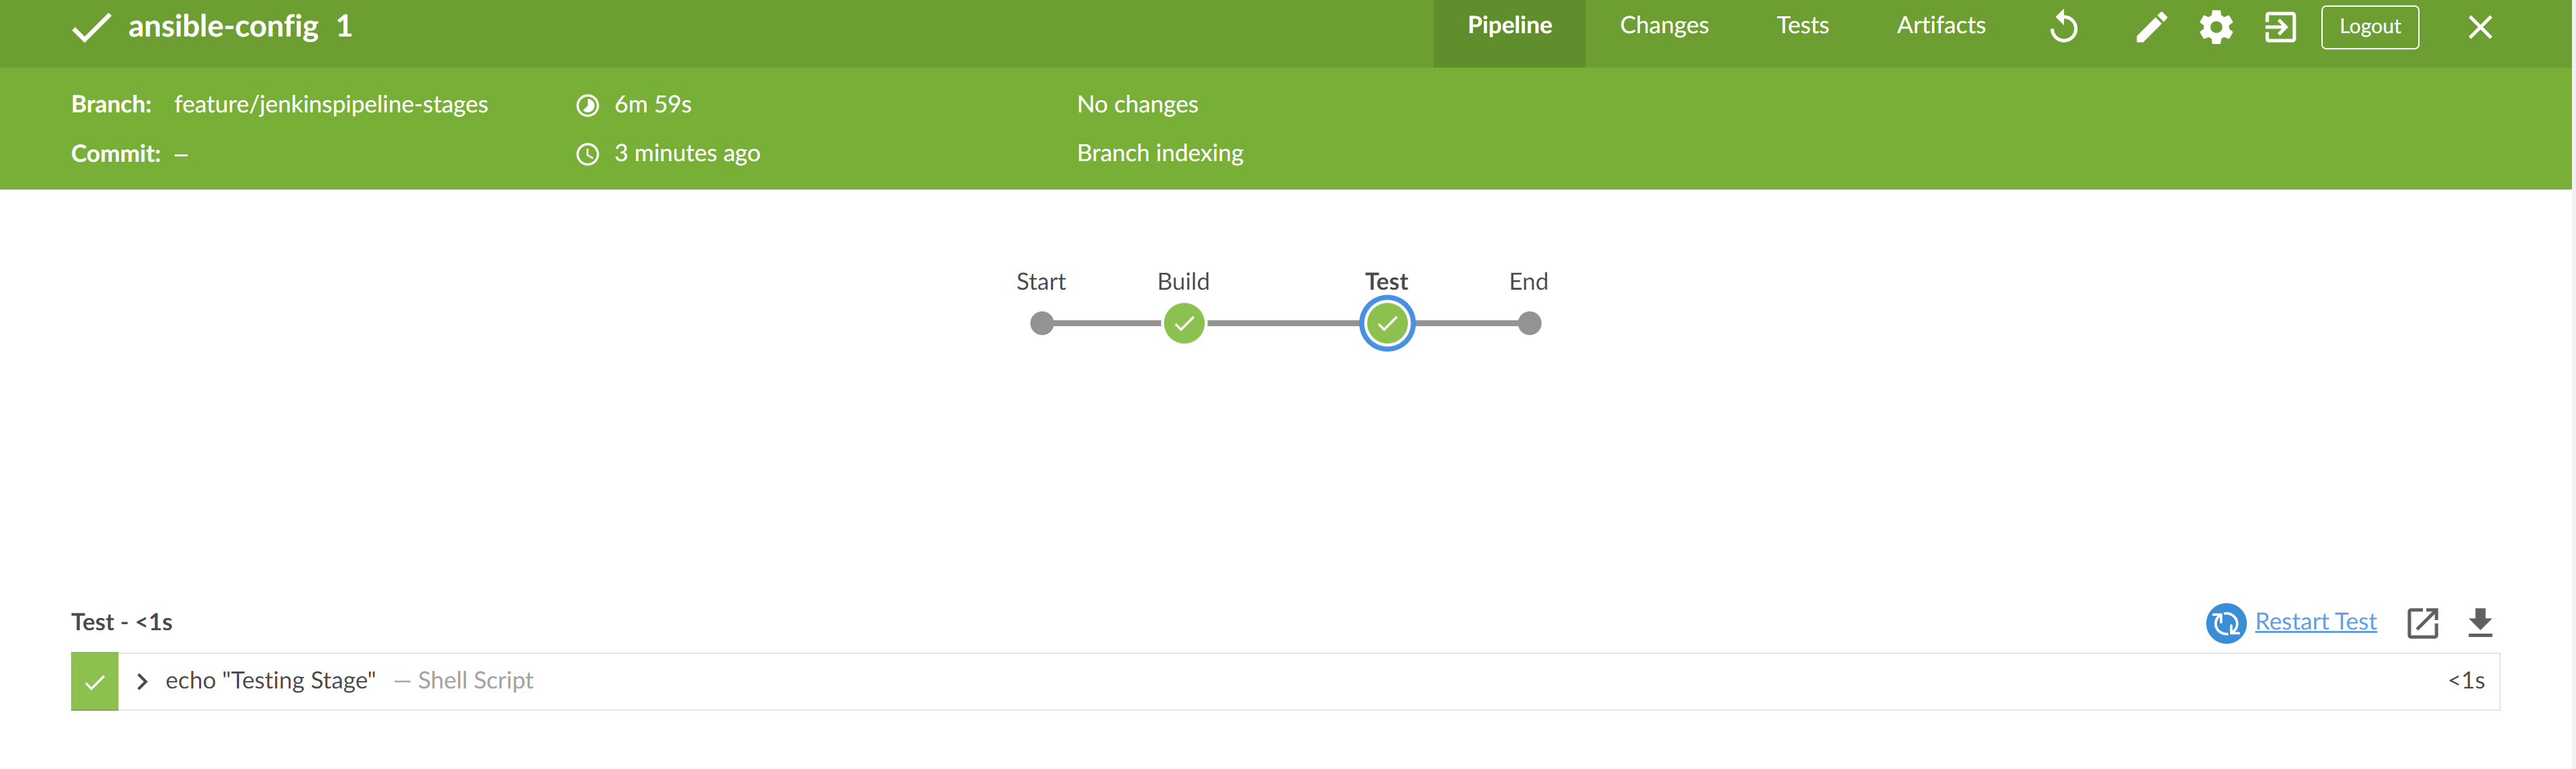 ansible-config 1
Pipeline Changes Tests Artifacts Logout
Branch: feature/jenkinspipeline-stages 6m 59s No changes
Commit: – 3 minutes ago Branch indexing
Start Build Test End
Test - <1s Restart Test
echo "Testing Stage" — Shell Script <1s